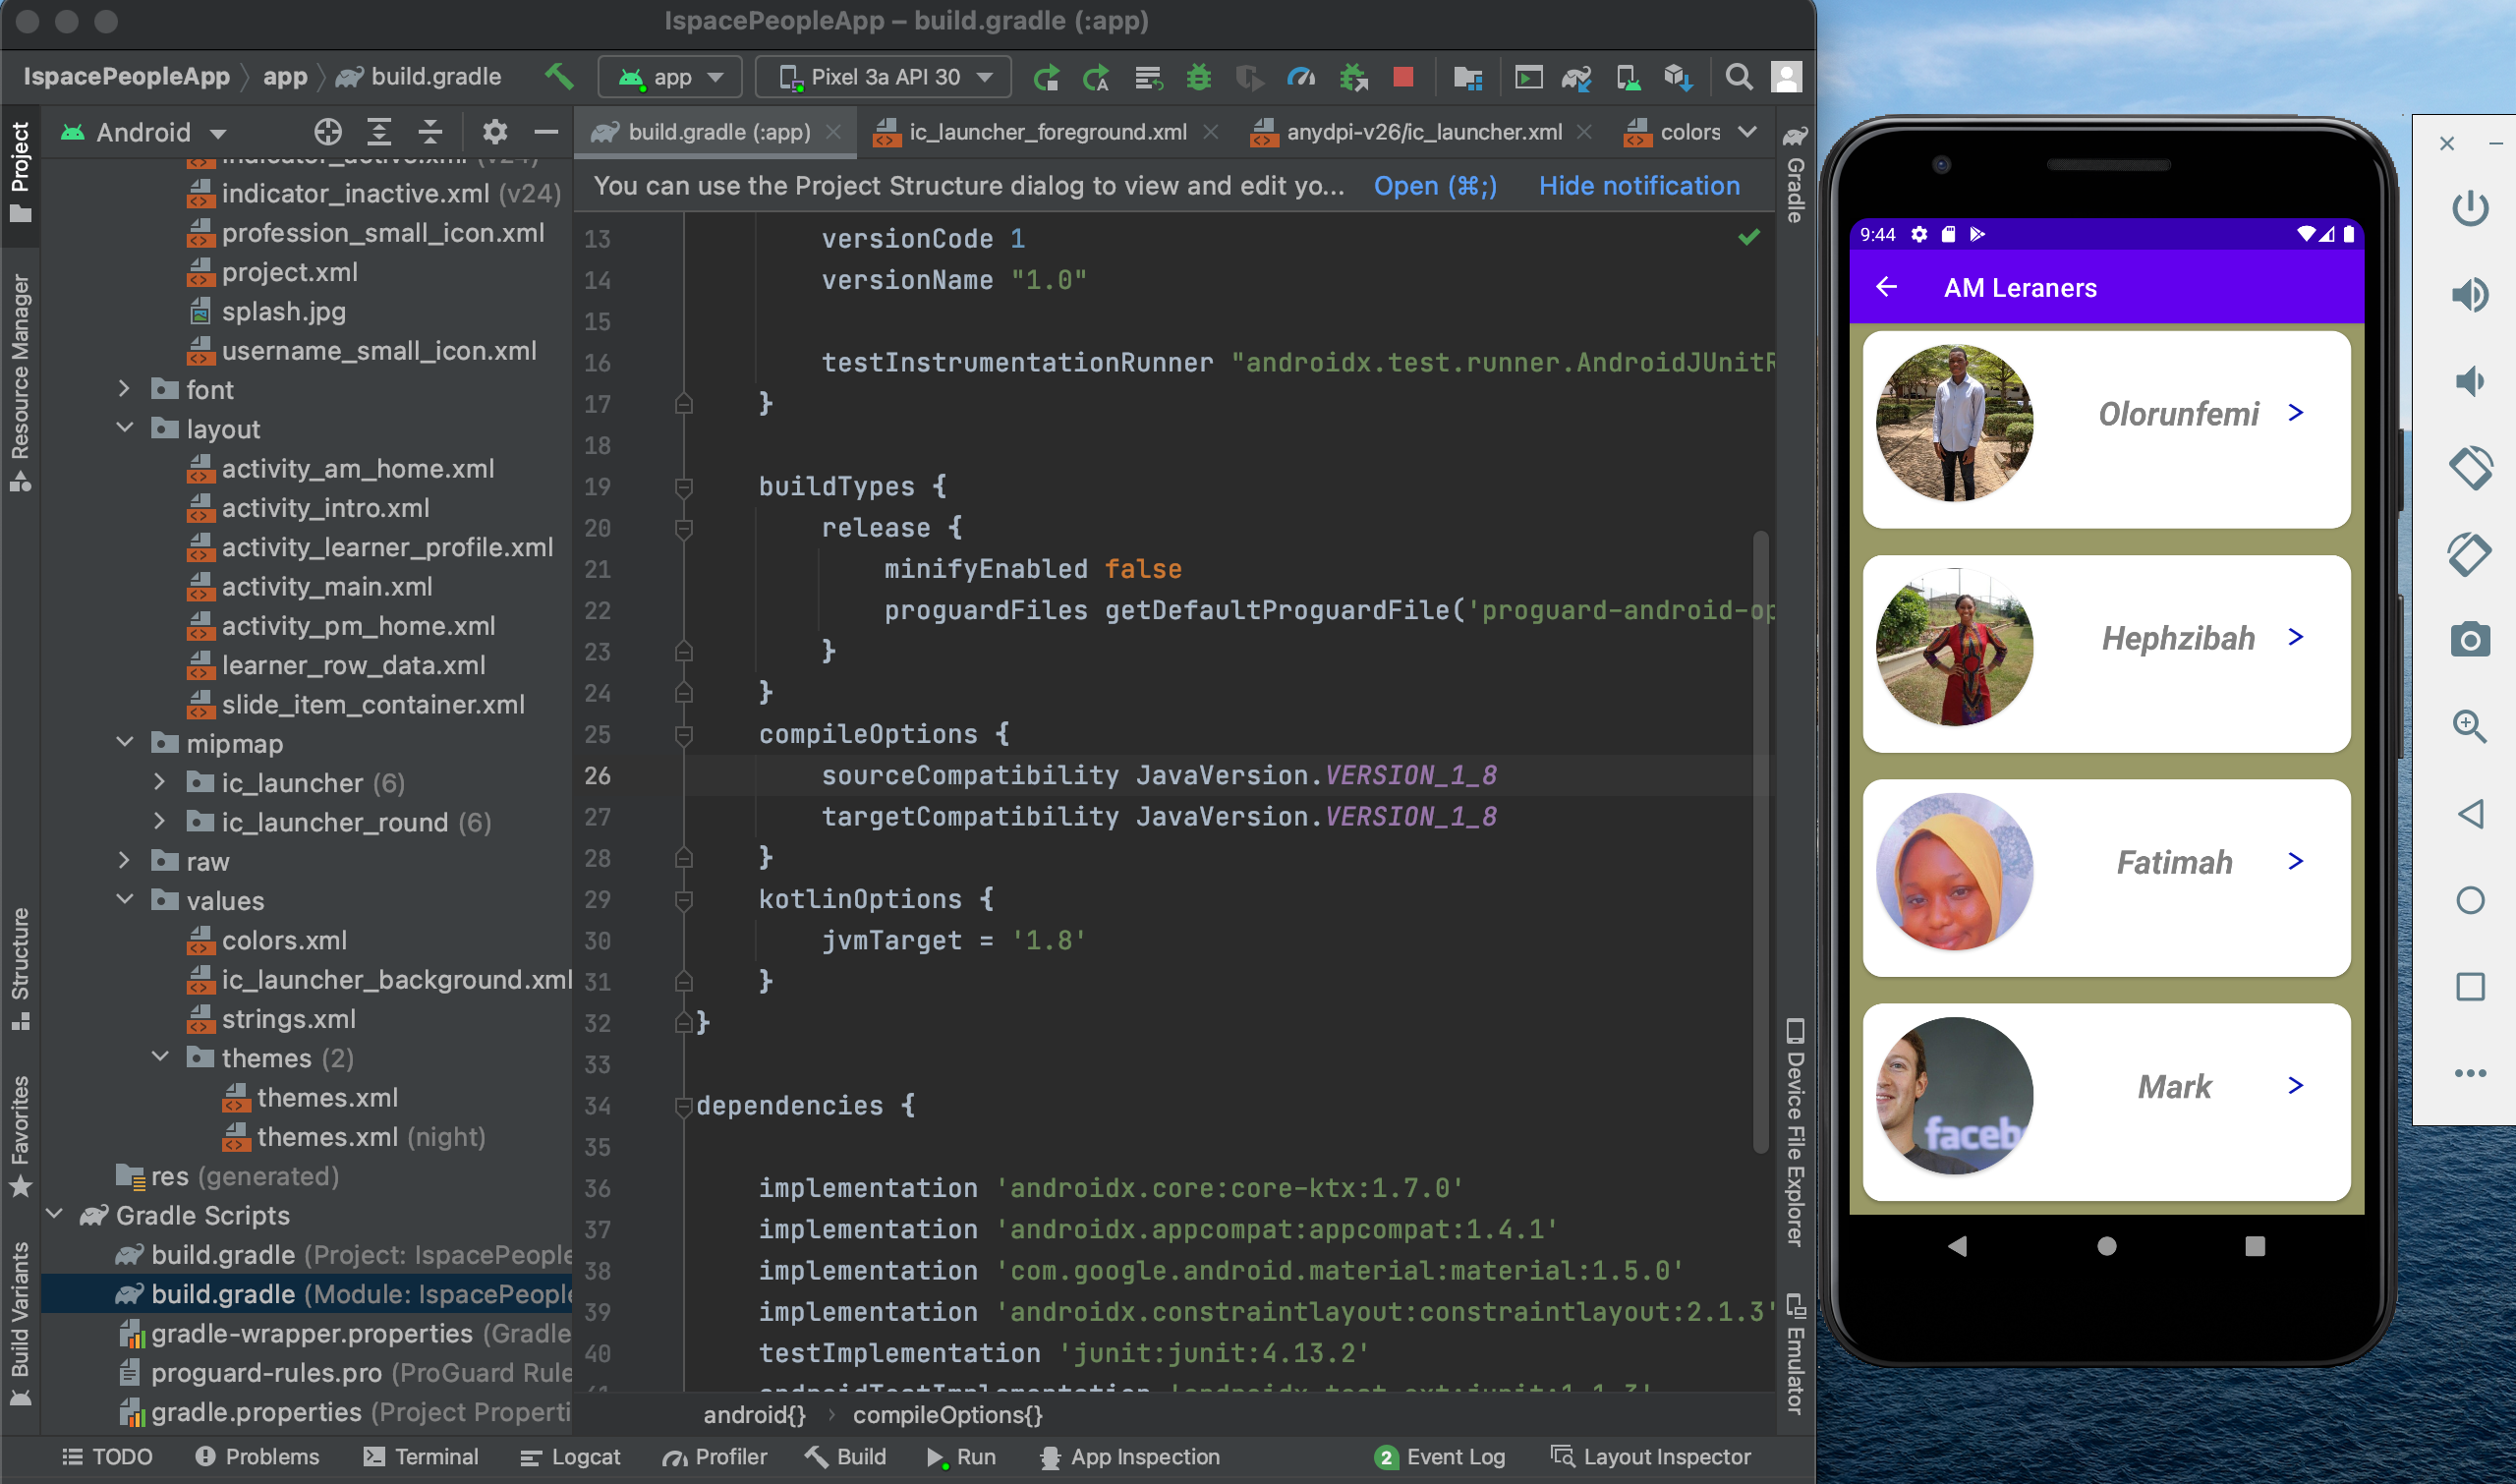 IspacePeopleApp – build.gradle (:app)
IspacePeopleApp app build.gradle app Pixel 3a API 30
Project
Resource Manager
Structure
Favorites
Build Variants
Android
indicator_active.xml (v24)
indicator_inactive.xml (v24)
profession_small_icon.xml
project.xml
splash.jpg
username_small_icon.xml
font
layout
activity_am_home.xml
activity_intro.xml
activity_learner_profile.xml
activity_main.xml
activity_pm_home.xml
learner_row_data.xml
slide_item_container.xml
mipmap
ic_launcher (6)
ic_launcher_round (6)
raw
values
colors.xml
ic_launcher_background.xml
strings.xml
themes (2)
themes.xml
themes.xml (night)
res (generated)
Gradle Scripts
build.gradle (Project: IspacePeople
build.gradle (Module: IspacePeople
gradle-wrapper.properties (Gradle
proguard-rules.pro (ProGuard Rule
gradle.properties (Project Properti
build.gradle (:app) ic_launcher_foreground.xml anydpi-v26/ic_launcher.xml colors
You can use the Project Structure dialog to view and edit yo... Open (⌘;) Hide notification
13 versionCode 1
14 versionName "1.0"
15
16 testInstrumentationRunner "androidx.test.runner.AndroidJUnitR
17 }
18
19 buildTypes {
20 release {
21 minifyEnabled false
22 proguardFiles getDefaultProguardFile('proguard-android-op
23 }
24 }
25 compileOptions {
26 sourceCompatibility JavaVersion.VERSION_1_8
27 targetCompatibility JavaVersion.VERSION_1_8
28 }
29 kotlinOptions {
30 jvmTarget = '1.8'
31 }
32 }
33
34 dependencies {
35
36 implementation 'androidx.core:core-ktx:1.7.0'
37 implementation 'androidx.appcompat:appcompat:1.4.1'
38 implementation 'com.google.android.material:material:1.5.0'
39 implementation 'androidx.constraintlayout:constraintlayout:2.1.3'
40 testImplementation 'junit:junit:4.13.2'
41 androidTestImplementation 'androidx.test.ext:junit:1.1.3'
android{} › compileOptions{}
Gradle
Device File Explorer
Emulator
TODO Problems Terminal Logcat Profiler Build Run App Inspection 2 Event Log Layout Inspector
9:44
AM Leraners
Olorunfemi >
Hephzibah >
Fatimah >
Mark >
faceb